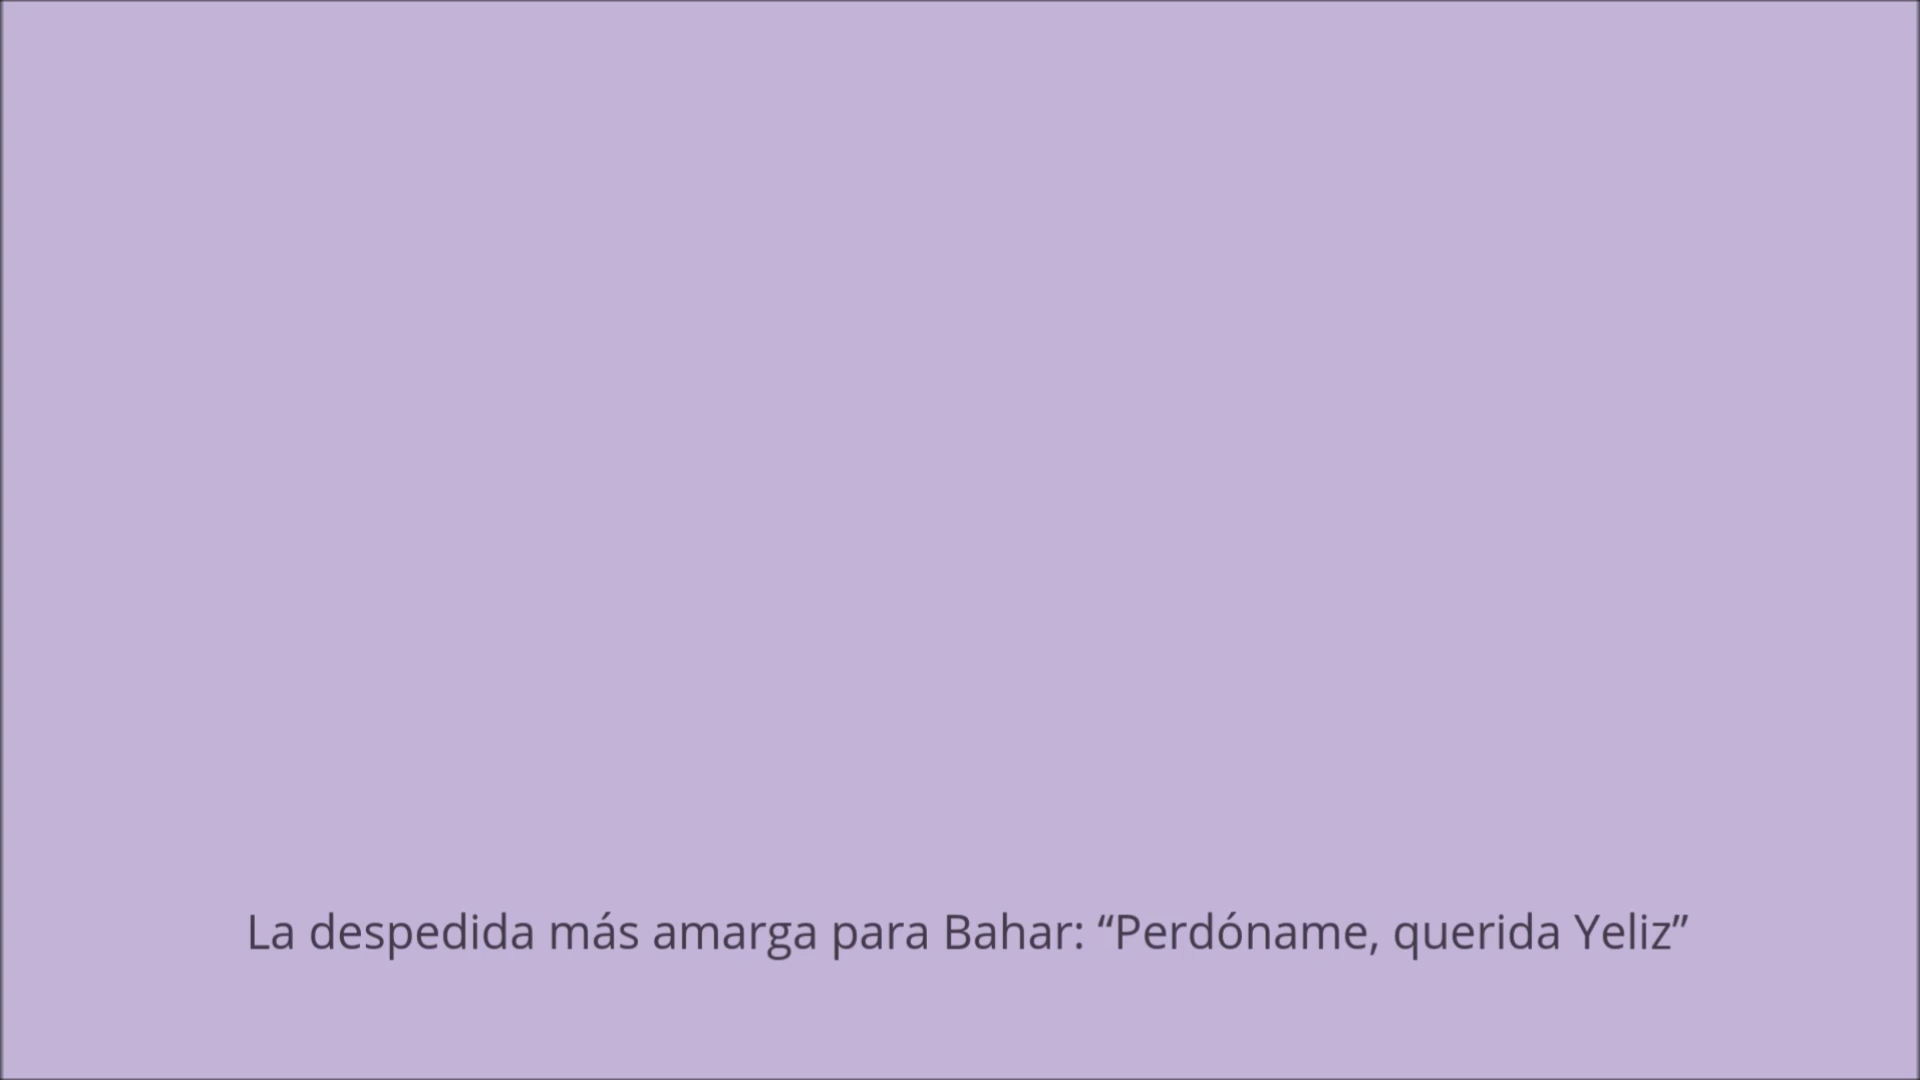 La despedida más amarga para Bahar: “Perdóname, querida Yeliz”